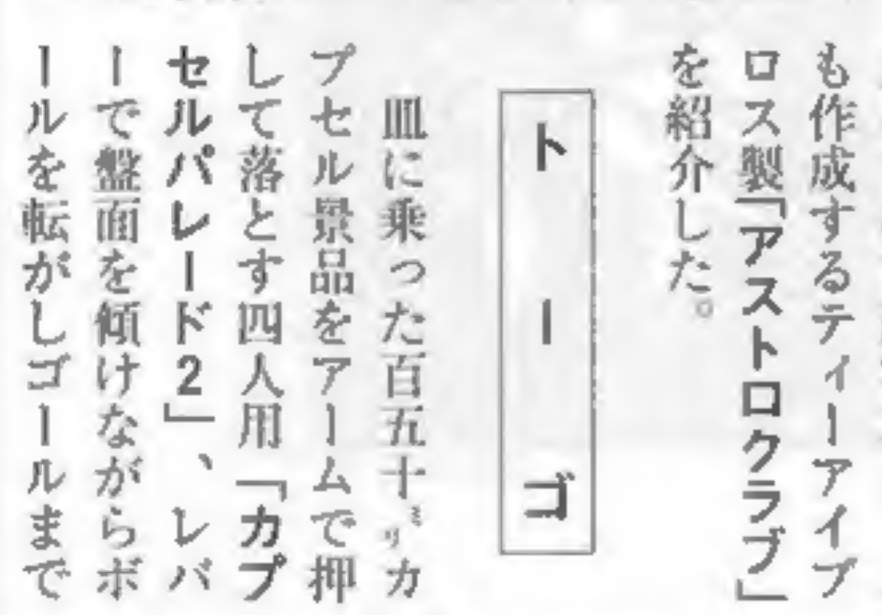 も作成するティーアイブ
ロス製「アストロクラブ」
を紹介した。
トーゴ
皿に乗った百五十㍉カ
プセル景品をアームで押
して落とす四人用「カプ
セルパレード2」、レバ
ーで盤面を傾けながらボ
ールを転がしゴールまで